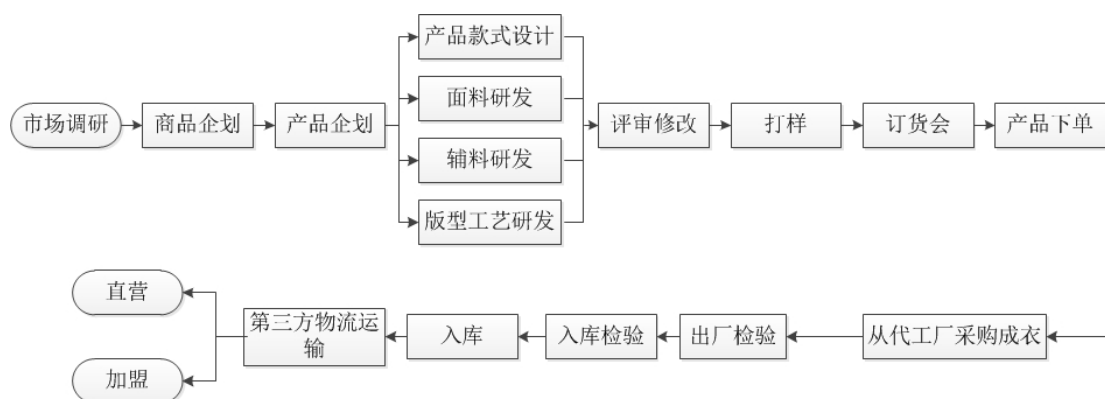 市场调研
商品企划
产品企划
产品款式设计
面料研发
辅料研发
版型工艺研发
评审修改
打样
订货会
产品下单
从代工厂采购成衣
出厂检验
入库检验
入库
第三方物流运
输
直营
加盟